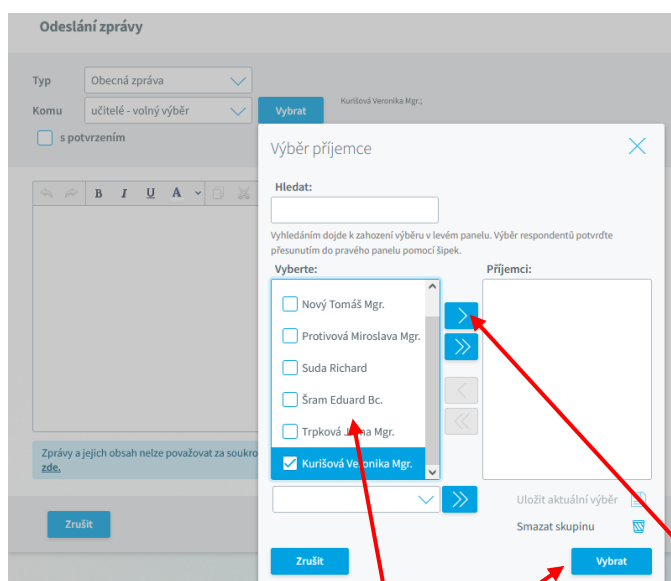 Odeslání zprávy
Typ Obecná zpráva
Komu učitelé - volný výběr Vybrat Kurišová Veronika Mgr.;
s potvrzením
Výběr příjemce
Hledat:
B I U A
Vyhledáním dojde k zahození výběru v levém panelu. Výběr respondentů potvrďte
přesunutím do pravého panelu pomocí šipek.
Vyberte: Příjemci:
Nový Tomáš Mgr.
Protivová Miroslava Mgr.
Suda Richard
Šram Eduard Bc.
Trpková Mgr.
Kurišová Veronika Mgr.
Zprávy a jejich obsah nelze považovat za soukro
zde.
Uložit aktuální výběr
Smazat skupinu
Zrušit
Zrušit Vybrat